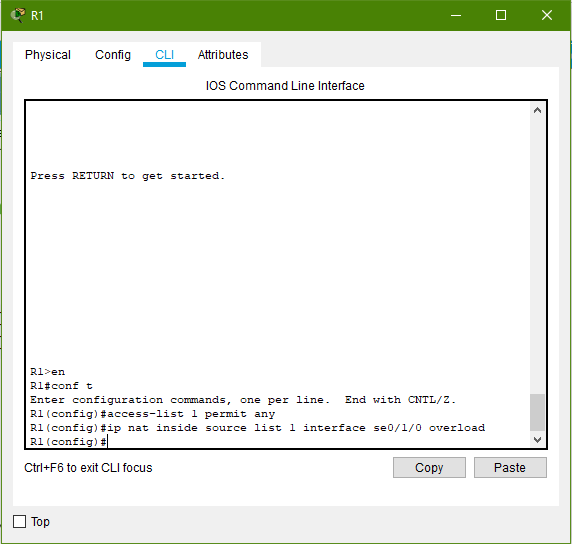 R1
Physical Config CLI Attributes
IOS Command Line Interface
Press RETURN to get started.
R1>en
R1#conf t
Enter configuration commands, one per line.  End with CNTL/Z.
R1(config)#access-list 1 permit any
R1(config)#ip nat inside source list 1 interface se0/1/0 overload
R1(config)#
Ctrl+F6 to exit CLI focus
Copy Paste
Top